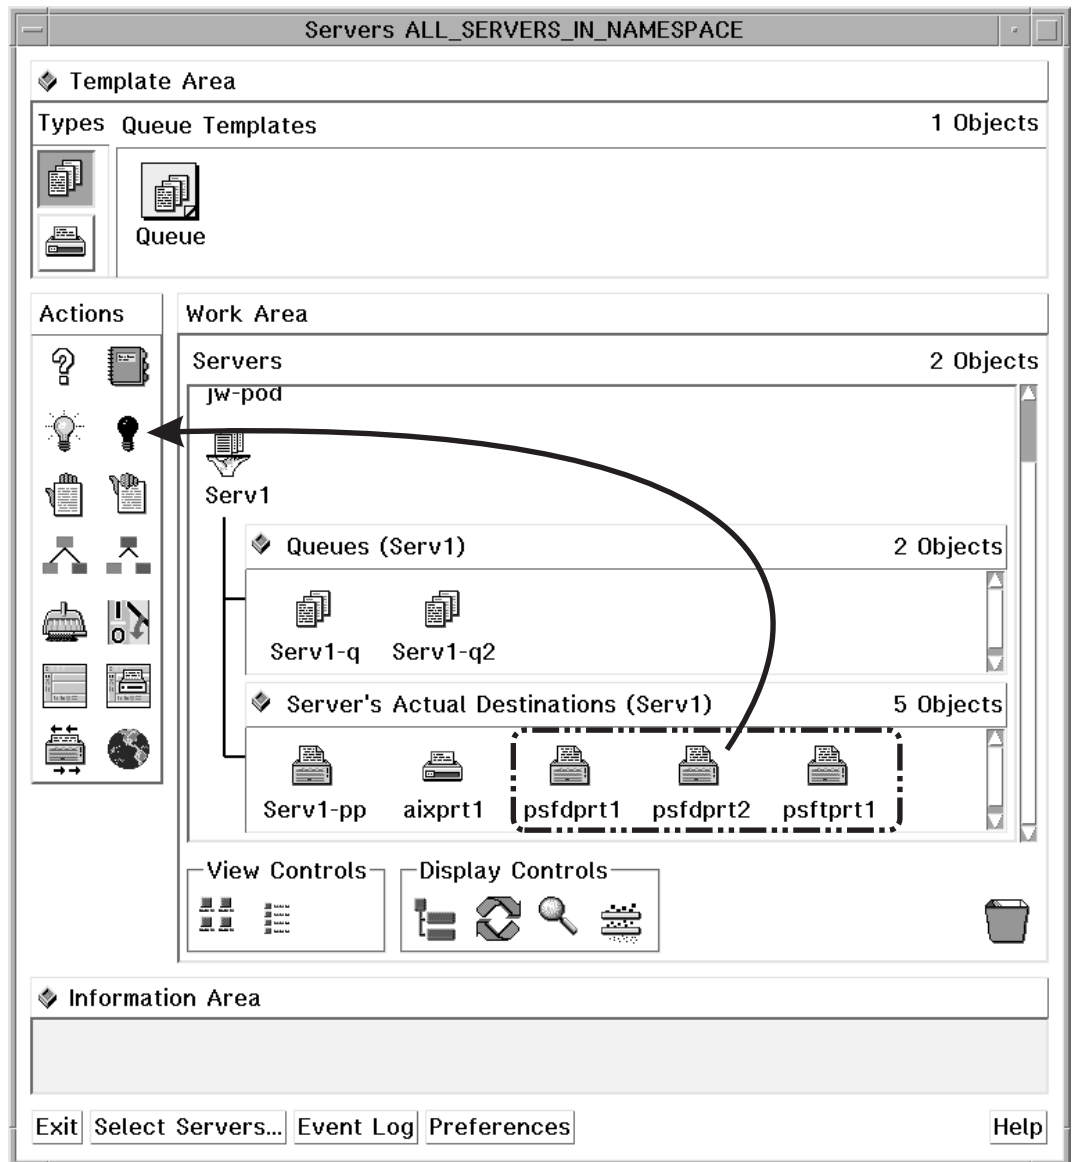 Servers ALL_SERVERS_IN_NAMESPACE
Template Area
Types Queue Templates 1 Objects
Queue
Actions
Work Area
Servers 2 Objects
jw-pod
Serv1
Queues (Serv1) 2 Objects
Serv1-q Serv1-q2
Server's Actual Destinations (Serv1) 5 Objects
Serv1-pp aixprt1 psfdprt1 psfdprt2 psftprt1
View Controls Display Controls
Information Area
Exit Select Servers... Event Log Preferences Help